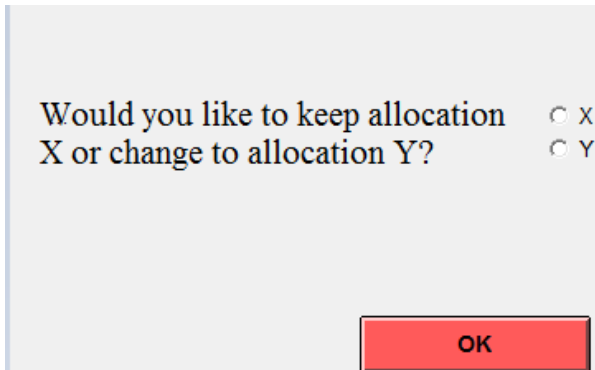 Would you like to keep allocation
X or change to allocation Y?
X
Y
OK